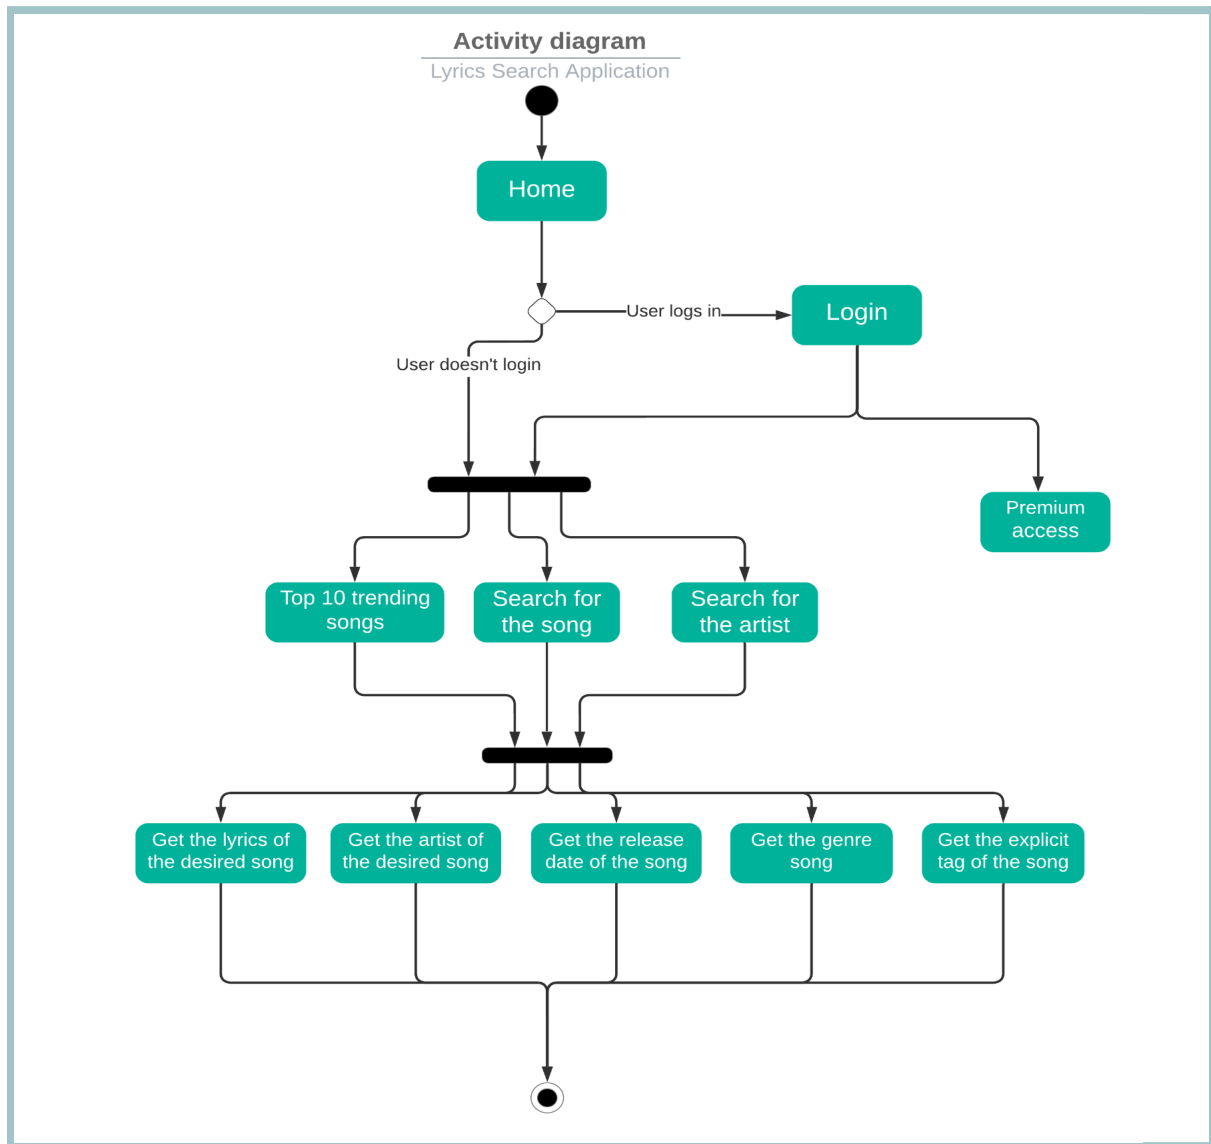 Activity diagram
Lyrics Search Application
Home
User logs in
Login
User doesn't login
Premium
access
Top 10 trending
songs
Search for
the song
Search for
the artist
Get the lyrics of
the desired song
Get the artist of
the desired song
Get the release
date of the song
Get the genre
song
Get the explicit
tag of the song